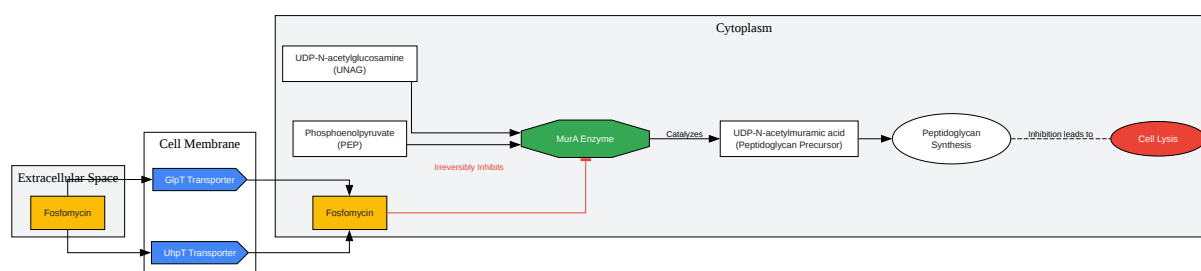 Cytoplasm
UDP-N-acetylglucosamine
(UNAG)
Phosphoenolpyruvate
(PEP)
MurA Enzyme
Catalyzes
UDP-N-acetylmuramic acid
(Peptidoglycan Precursor)
Peptidoglycan
Synthesis
Inhibition leads to
Cell Lysis
Cell Membrane
Irreversibly Inhibits
Extracellular Space
GlpT Transporter
Fosfomycin
Fosfomycin
UhpT Transporter